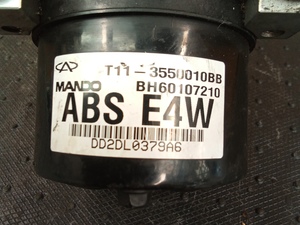 T11-3550010BB
MANDO BH60107210
ABS E4W
DD2DL0379A6